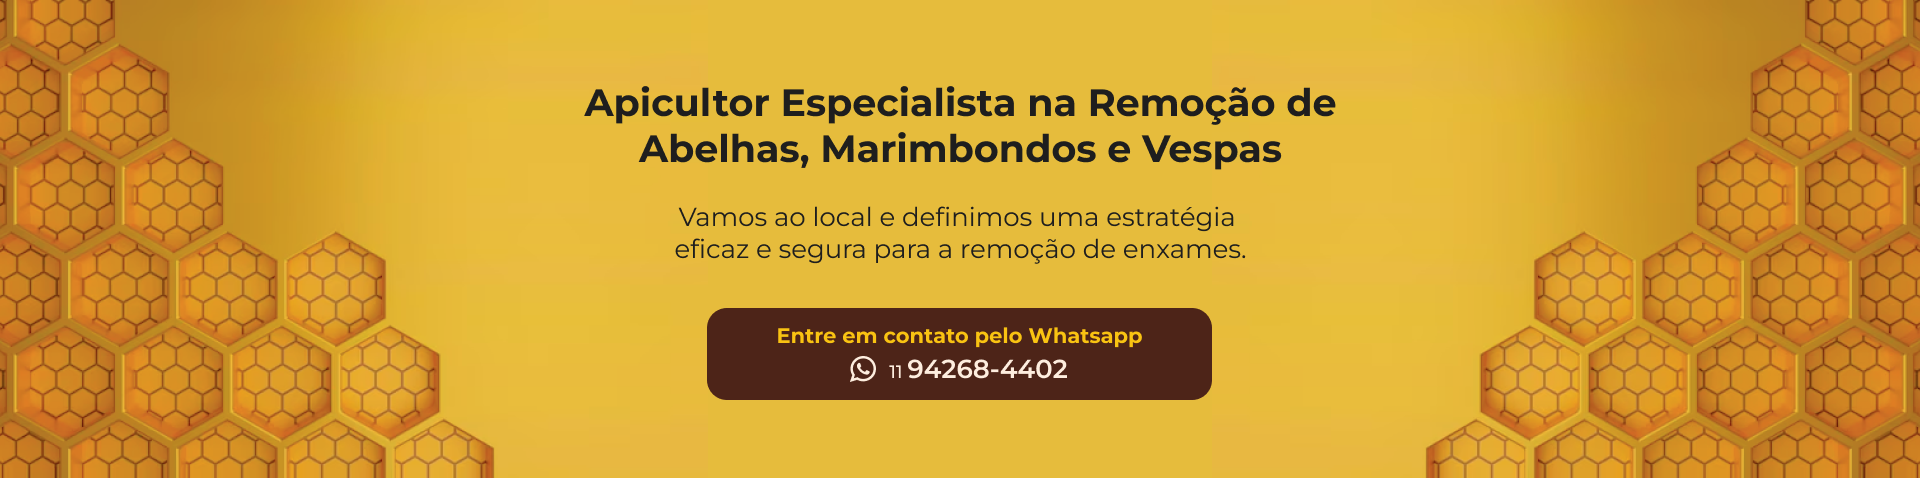 Apicultor Especialista na Remoção de
Abelhas, Marimbondos e Vespas
Vamos ao local e definimos uma estratégia
eficaz e segura para a remoção de enxames.
Entre em contato pelo Whatsapp
11 94268-4402